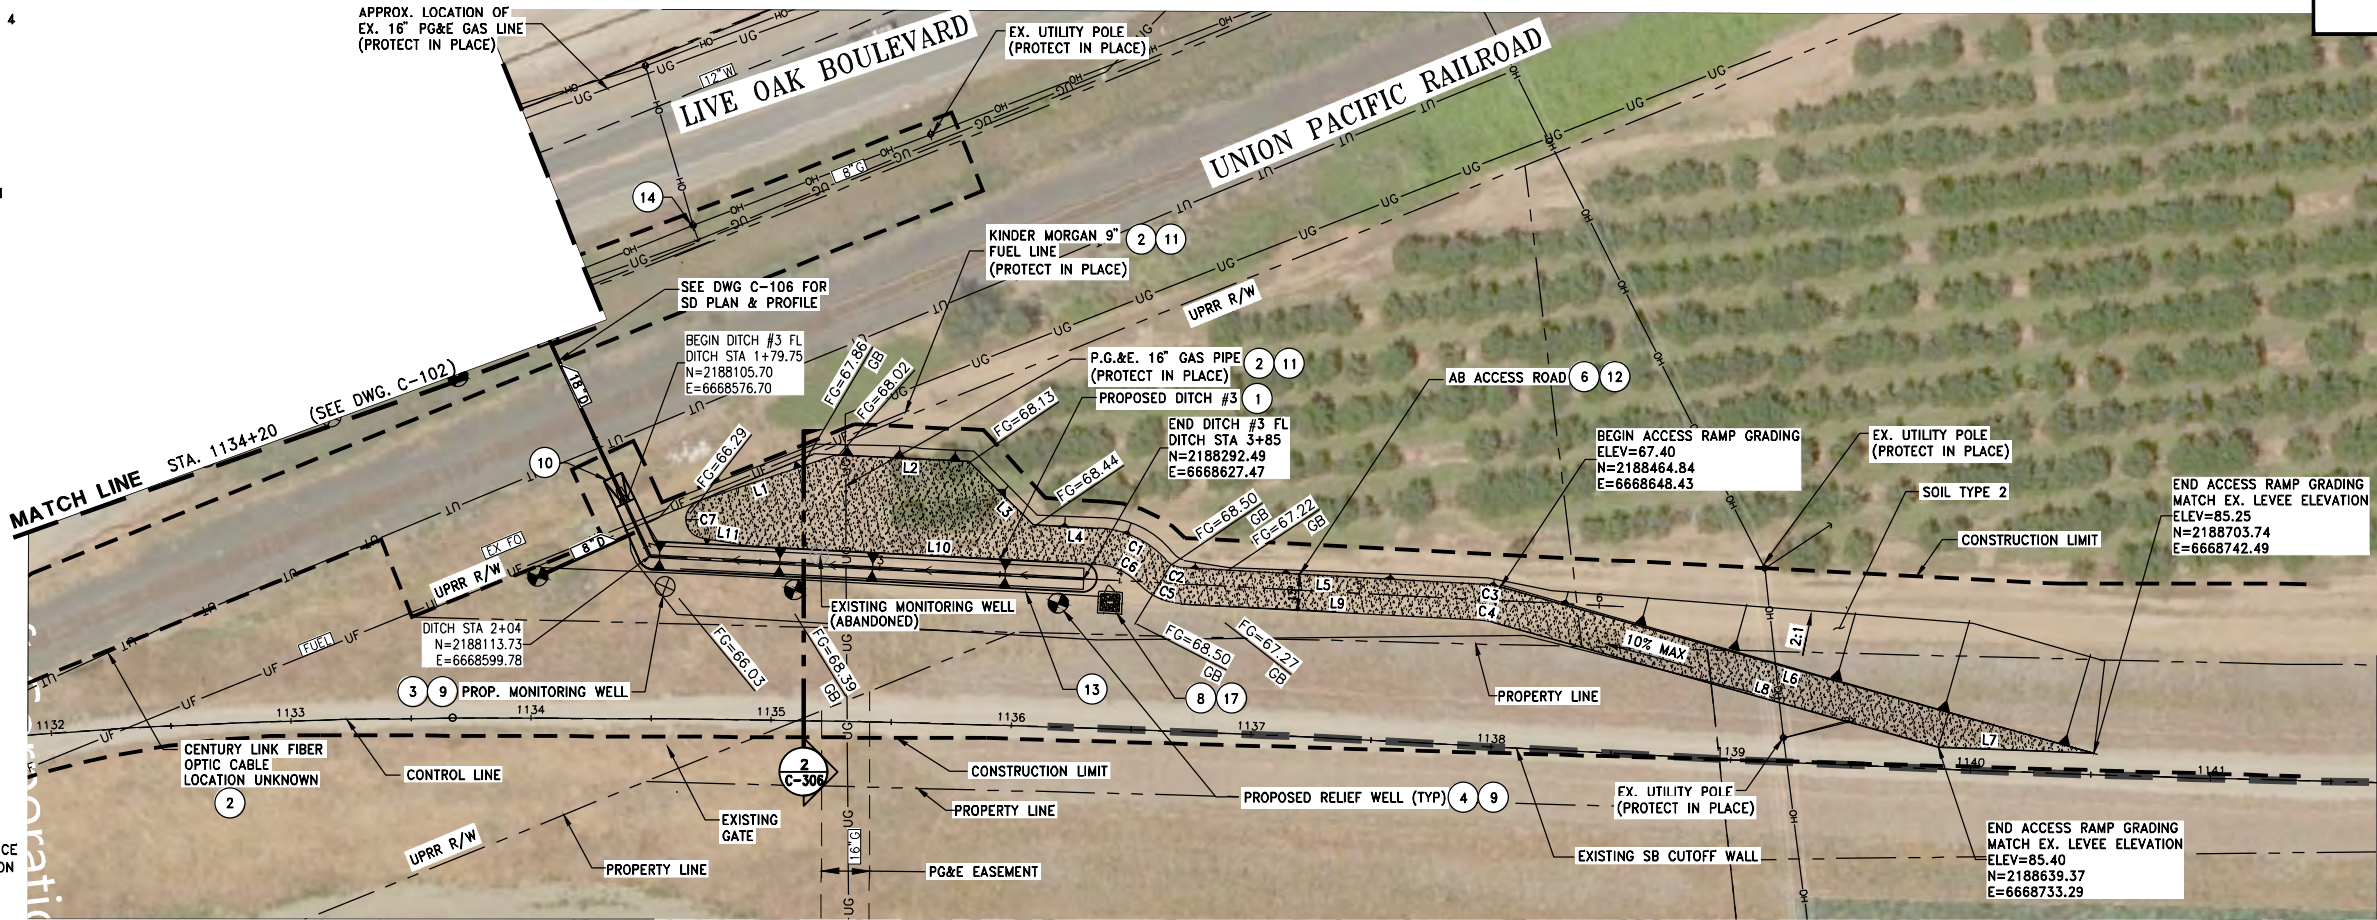 4
APPROX. LOCATION OF
EX. 16" PG&E GAS LINE
(PROTECT IN PLACE)
EX. UTILITY POLE
(PROTECT IN PLACE)
LIVE OAK BOULEVARD
12"W
8"G
UNION PACIFIC RAILROAD
14
KINDER MORGAN 9"
FUEL LINE
(PROTECT IN PLACE)
2 11
UPRR R/W
SEE DWG C-106 FOR
SD PLAN & PROFILE
BEGIN DITCH #3 FL
DITCH STA 1+79.75
N=2188105.70
E=6668576.70
18"D
FG=67.86
GB
FG=68.02
FG=68.13
P.G.&E. 16" GAS PIPE
(PROTECT IN PLACE)
2 11
PROPOSED DITCH #3
1
END DITCH #3 FL
DITCH STA 3+85
N=2188292.49
E=6668627.47
AB ACCESS ROAD
6 12
BEGIN ACCESS RAMP GRADING
ELEV=67.40
N=2188464.84
E=6668648.43
EX. UTILITY POLE
(PROTECT IN PLACE)
SOIL TYPE 2
END ACCESS RAMP GRADING
MATCH EX. LEVEE ELEVATION
ELEV=85.25
N=2188703.74
E=6668742.49
CONSTRUCTION LIMIT
MATCH LINE STA. 1134+20 (SEE DWG. C-102)
10
FG=66.29
FG=68.44
FG=68.50
GB
FG=67.22
GB
L1
L2
L3
L4
C1
C6
C7
L11
L10
C2
C5
L5
L9
C3
C4
6
10% MAX
2:1
L6
L8
L7
EX FO
8"D
UPRR R/W
FUEL
EXISTING MONITORING WELL
(ABANDONED)
DITCH STA 2+04
N=2188113.73
E=6668599.78
FG=66.03
FG=68.39
GB
FG=68.50
GB
FG=67.27
GB
3 9
PROP. MONITORING WELL
13
8 17
PROPERTY LINE
1132
1133
1134
1135
1136
1137
1138
1139
1140
1141
CENTURY LINK FIBER
OPTIC CABLE
LOCATION UNKNOWN
2
CONTROL LINE
2
C-306
CONSTRUCTION LIMIT
PROPERTY LINE
PROPOSED RELIEF WELL (TYP)
4 9
EX. UTILITY POLE
(PROTECT IN PLACE)
EXISTING
GATE
UPRR R/W
PROPERTY LINE
16"G
PG&E EASEMENT
EXISTING SB CUTOFF WALL
END ACCESS RAMP GRADING
MATCH EX. LEVEE ELEVATION
ELEV=85.40
N=2188639.37
E=6668733.29
CE
ON